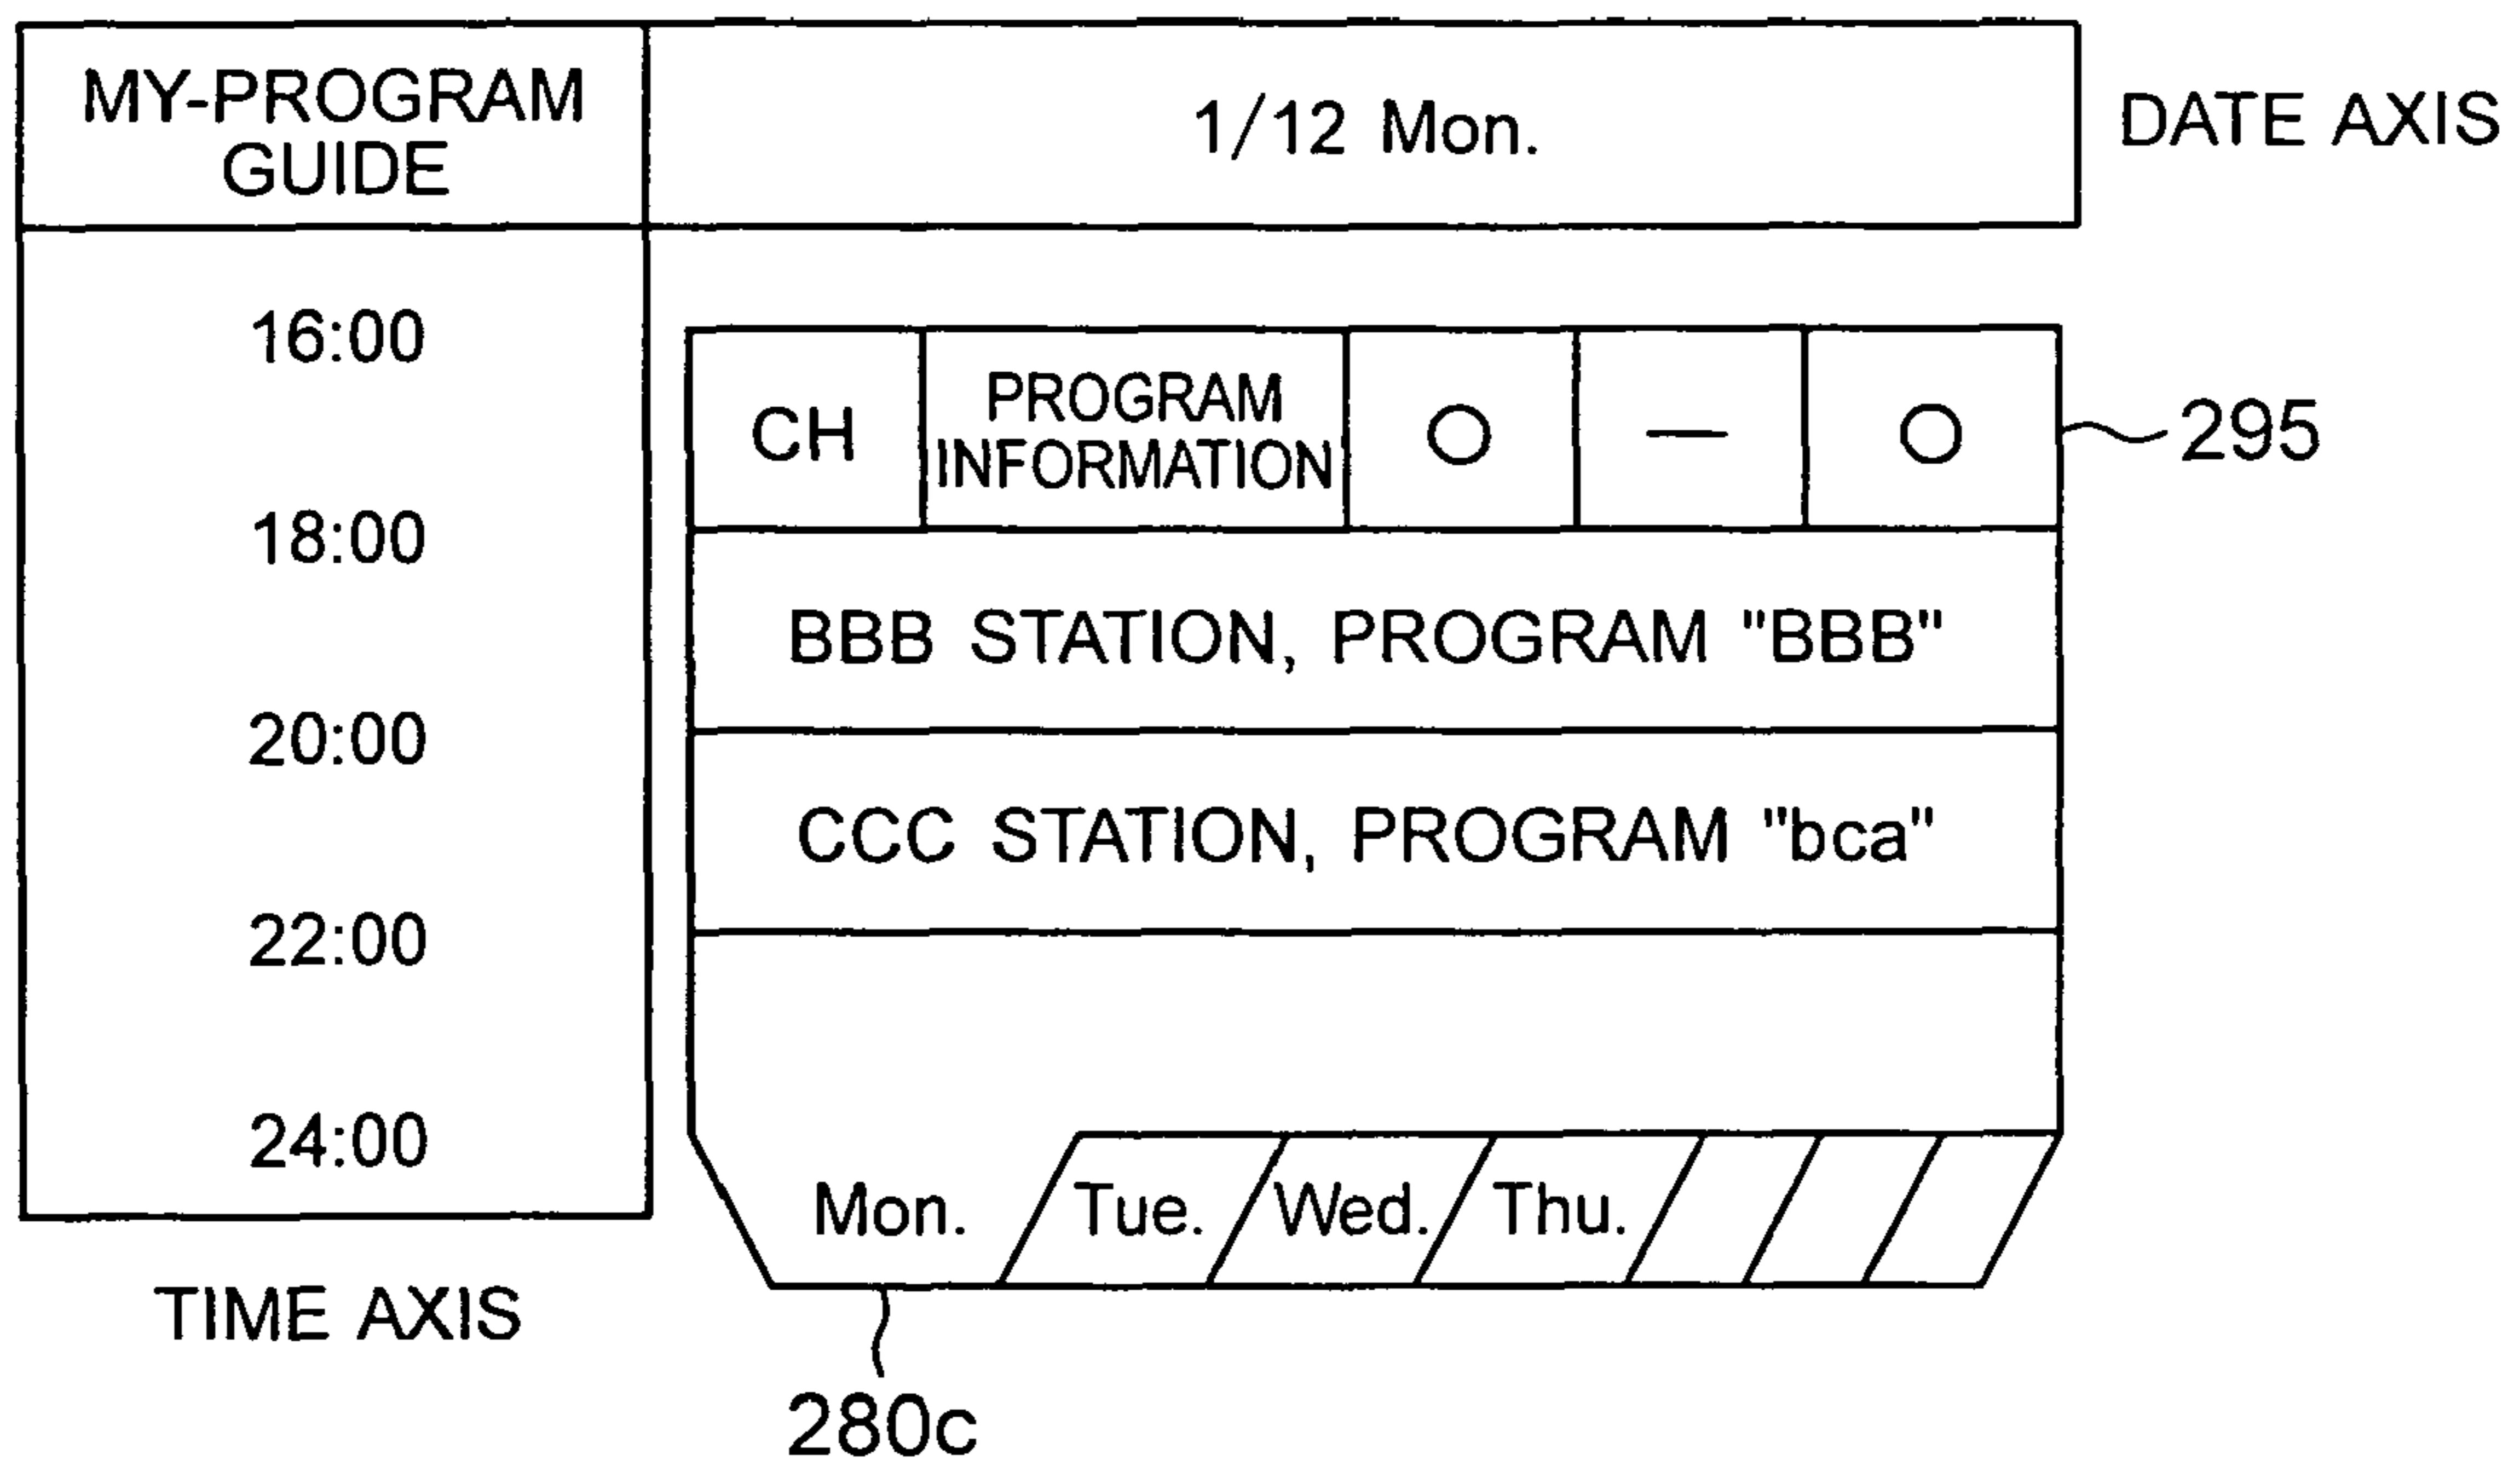 MY-PROGRAM
GUIDE
1/12 Mon.
DATE AXIS
16:00
18:00
20:00
22:00
24:00
TIME AXIS
CH
PROGRAM
INFORMATION
○
—
○
295
BBB STATION, PROGRAM "BBB"
CCC STATION, PROGRAM "bca"
Mon.
Tue.
Wed.
Thu.
280c